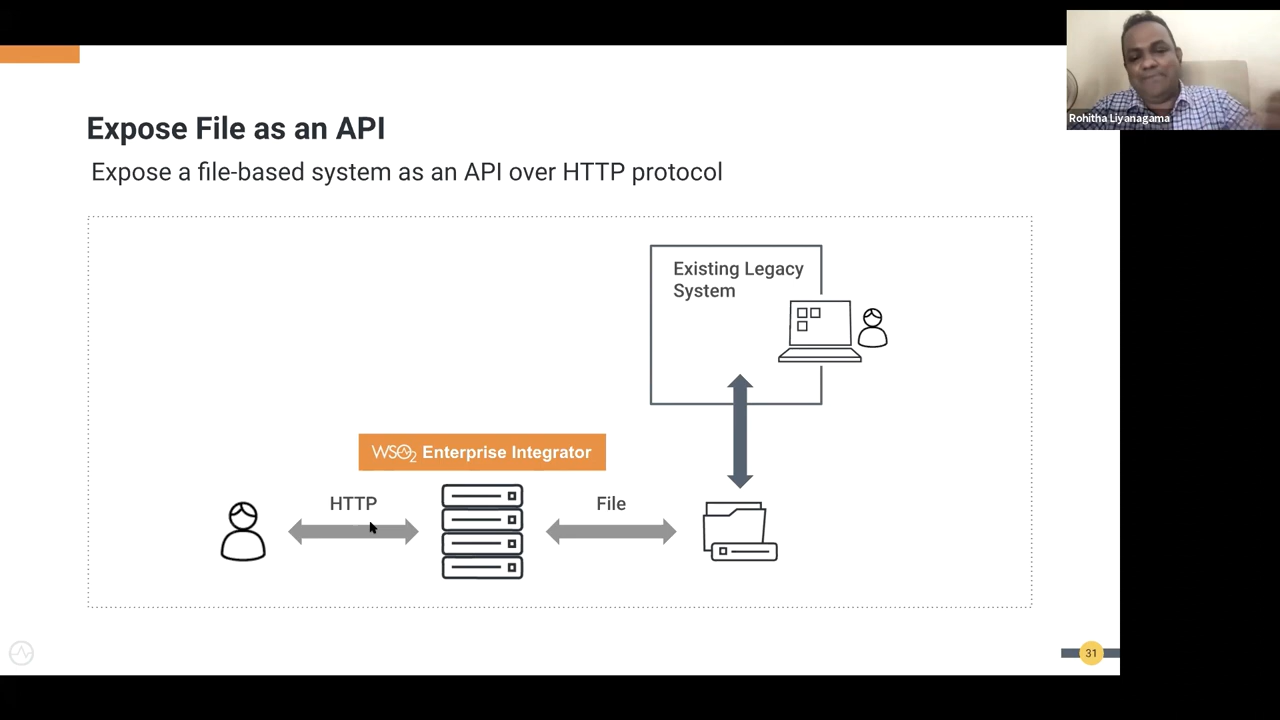 Rohitha Liyanagama
Expose File as an API
Expose a file-based system as an API over HTTP protocol
Existing Legacy
System
WSO2 Enterprise Integrator
HTTP
File
31